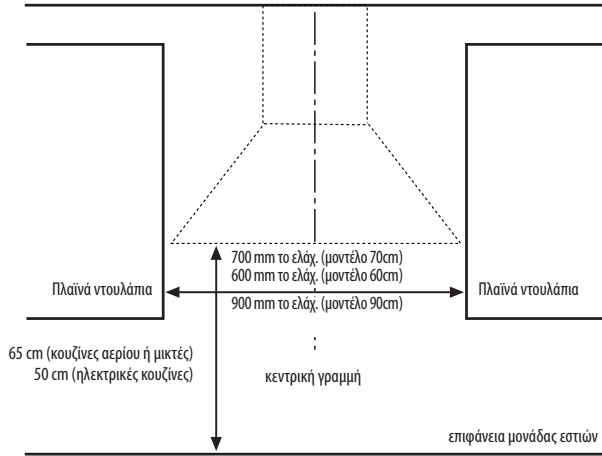 700 mm το ελάχ. (μοντέλο 70cm)
600 mm το ελάχ. (μοντέλο 60cm)
Πλαϊνά ντουλάπια
Πλαϊνά ντουλάπια
900 mm το ελάχ. (μοντέλο 90cm)
65 cm (κουζίνες αερίου ή μικτές)
50 cm (ηλεκτρικές κουζίνες)
κεντρική γραμμή
επιφάνεια μονάδας εστιών